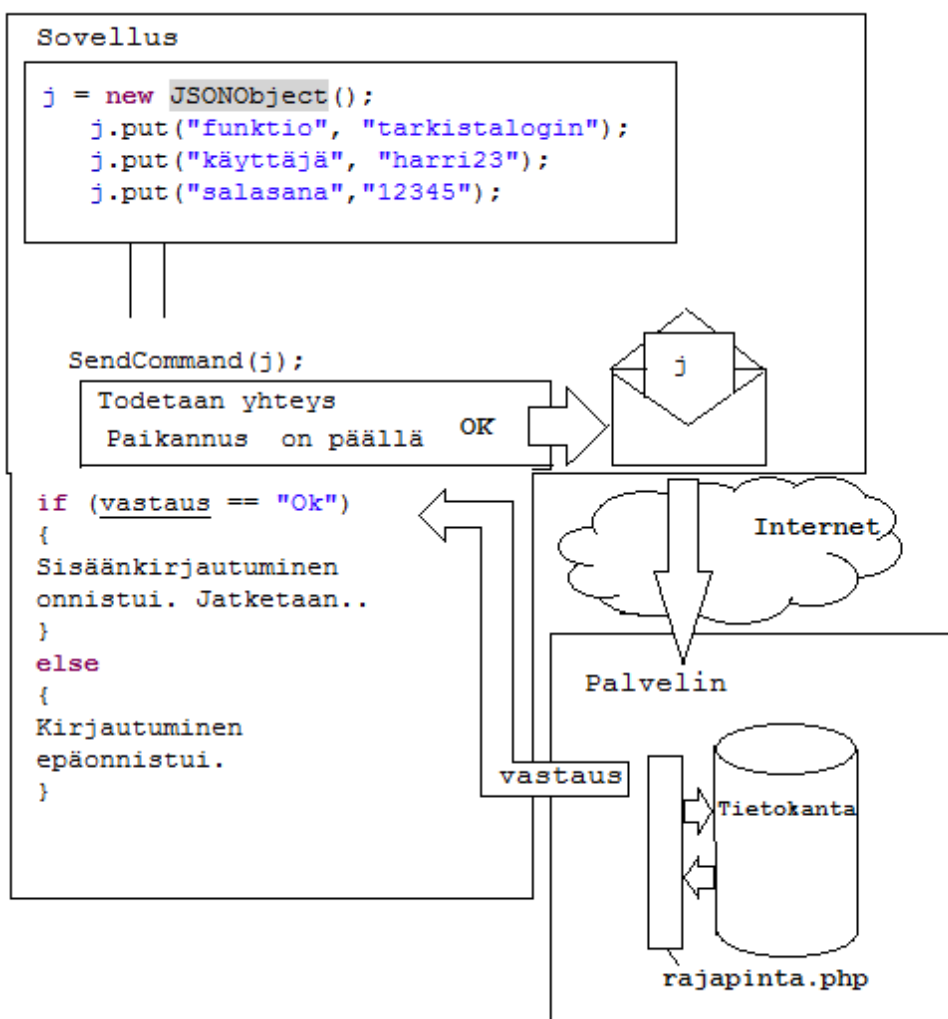 Sovellus
j = new JSONObject();
j.put("funktio", "tarkistalogin");
j.put("käyttäjä", "harri23");
j.put("salasana","12345");
SendCommand(j);
j
Todetaan yhteys
Paikannus on päällä
OK
if (vastaus == "Ok")
{
Sisäänkirjautuminen
onnistui. Jatketaan..
}
else
{
Kirjautuminen
epäonnistui.
}
Internet
Palvelin
vastaus
Tietokanta
rajapinta.php